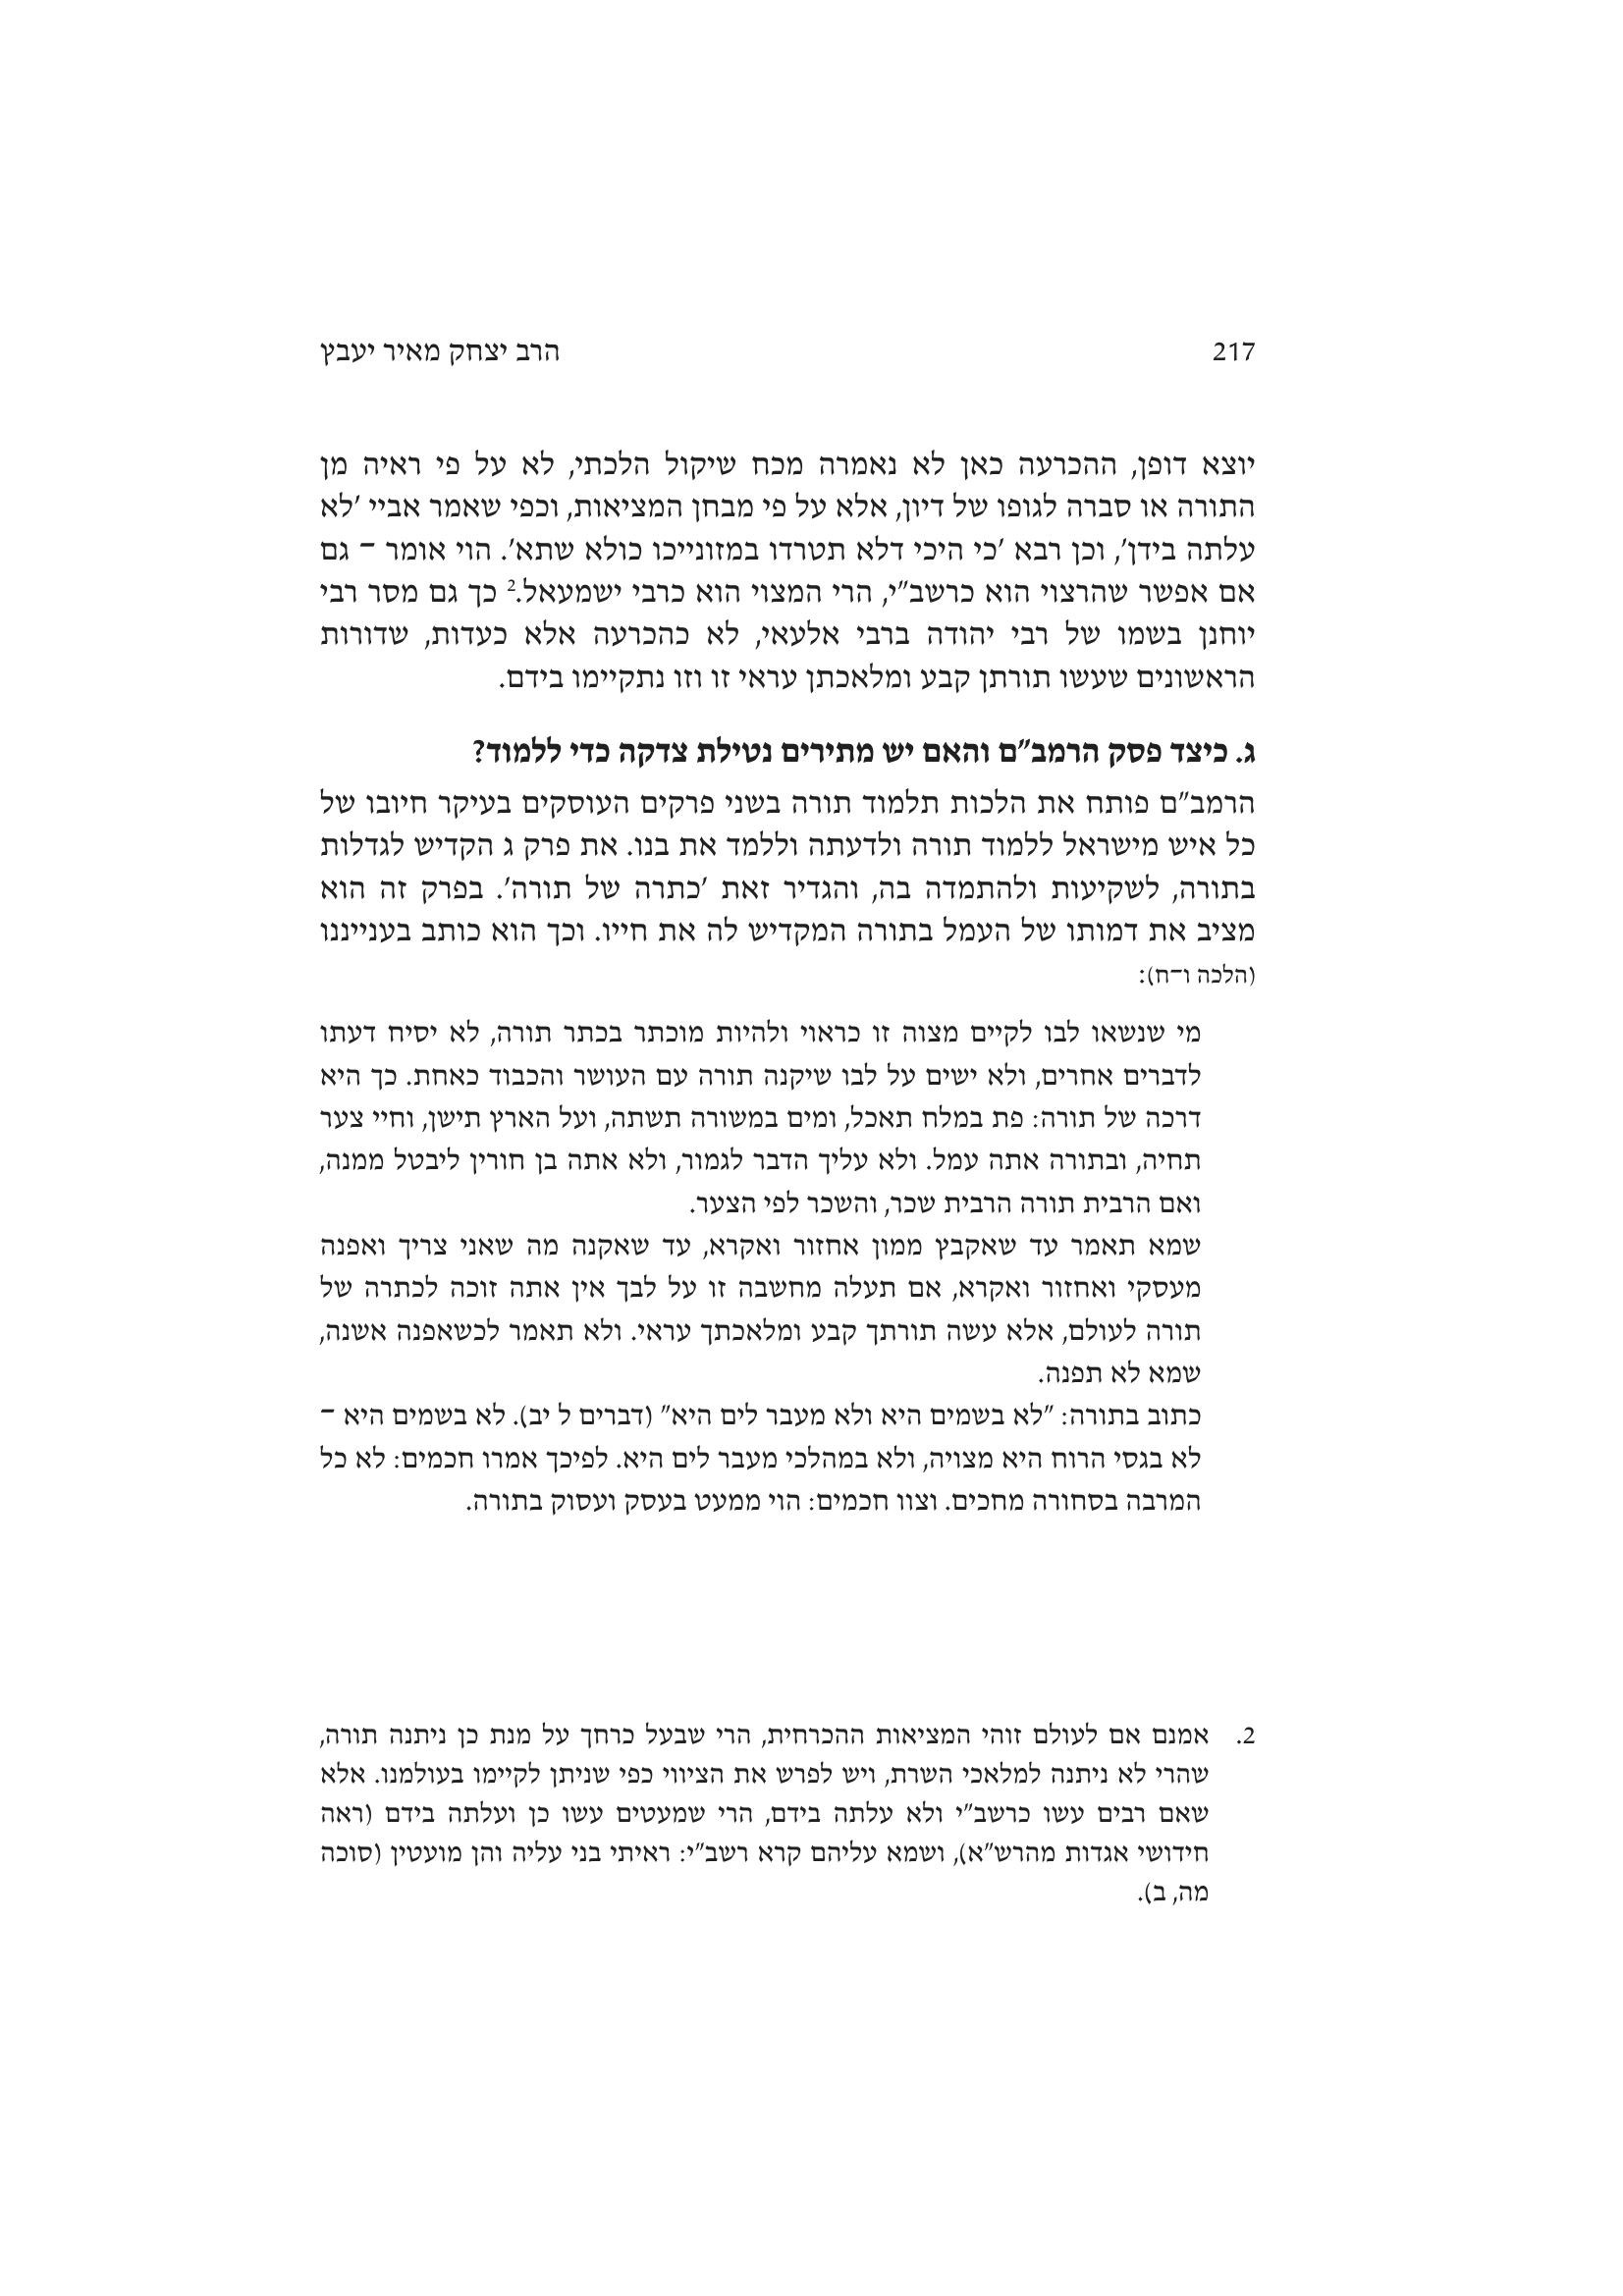 217
הרב יצחק מאיר יעבץ
יוצא דופן, ההכרעה כאן לא נאמרה מכח שיקול הלכתי, לא על פי ראיה מן
התורה או סברה לגופו של דיון, אלא על פי מבחן המציאות, וכפי שאמר אביי 'לא
עלתה בידן', וכן רבא 'כי היכי דלא תטרדו במזונייכו כולא שתא'. הוי אומר – גם
אם אפשר שהרצוי הוא כרשב"י, הרי המצוי הוא כרבי ישמעאל.² כך גם מסר רבי
יוחנן בשמו של רבי יהודה ברבי אלעאי, לא כהכרעה אלא כעדות, שדורות
הראשונים שעשו תורתן קבע ומלאכתן עראי זו וזו נתקיימו בידם.
ג. כיצד פסק הרמב"ם והאם יש מתירים נטילת צדקה כדי ללמוד?
הרמב"ם פותח את הלכות תלמוד תורה בשני פרקים העוסקים בעיקר חיובו של
כל איש מישראל ללמוד תורה ולדעתה וללמד את בנו. את פרק ג הקדיש לגדלות
בתורה, לשקיעות ולהתמדה בה, והגדיר זאת 'כתרה של תורה'. בפרק זה הוא
מציב את דמותו של העמל בתורה המקדיש לה את חייו. וכך הוא כותב בענייננו
(הלכה ו–ח):
מי שנשאו לבו לקיים מצוה זו כראוי ולהיות מוכתר בכתר תורה, לא יסיח דעתו
לדברים אחרים, ולא ישים על לבו שיקנה תורה עם העושר והכבוד כאחת. כך היא
דרכה של תורה: פת במלח תאכל, ומים במשורה תשתה, ועל הארץ תישן, וחיי צער
תחיה, ובתורה אתה עמל. ולא עליך הדבר לגמור, ולא אתה בן חורין ליבטל ממנה,
ואם הרבית תורה הרבית שכר, והשכר לפי הצער.
שמא תאמר עד שאקבץ ממון אחזור ואקרא, עד שאקנה מה שאני צריך ואפנה
מעסקי ואחזור ואקרא, אם תעלה מחשבה זו על לבך אין אתה זוכה לכתרה של
תורה לעולם, אלא עשה תורתך קבע ומלאכתך עראי. ולא תאמר לכשאפנה אשנה,
שמא לא תפנה.
כתוב בתורה: "לא בשמים היא ולא מעבר לים היא" (דברים ל יב). לא בשמים היא –
לא בגסי הרוח היא מצויה, ולא במהלכי מעבר לים היא. לפיכך אמרו חכמים: לא כל
המרבה בסחורה מחכים. וצוו חכמים: הוי ממעט בעסק ועסוק בתורה.
2. אמנם אם לעולם זוהי המציאות ההכרחית, הרי שבעל כרחך על מנת כן ניתנה תורה,
שהרי לא ניתנה למלאכי השרת, ויש לפרש את הציווי כפי שניתן לקיימו בעולמנו. אלא
שאם רבים עשו כרשב"י ולא עלתה בידם, הרי שמעטים עשו כן ועלתה בידם (ראה
חידושי אגדות מהרש"א), ושמא עליהם קרא רשב"י: ראיתי בני עליה והן מועטין (סוכה
מה, ב).